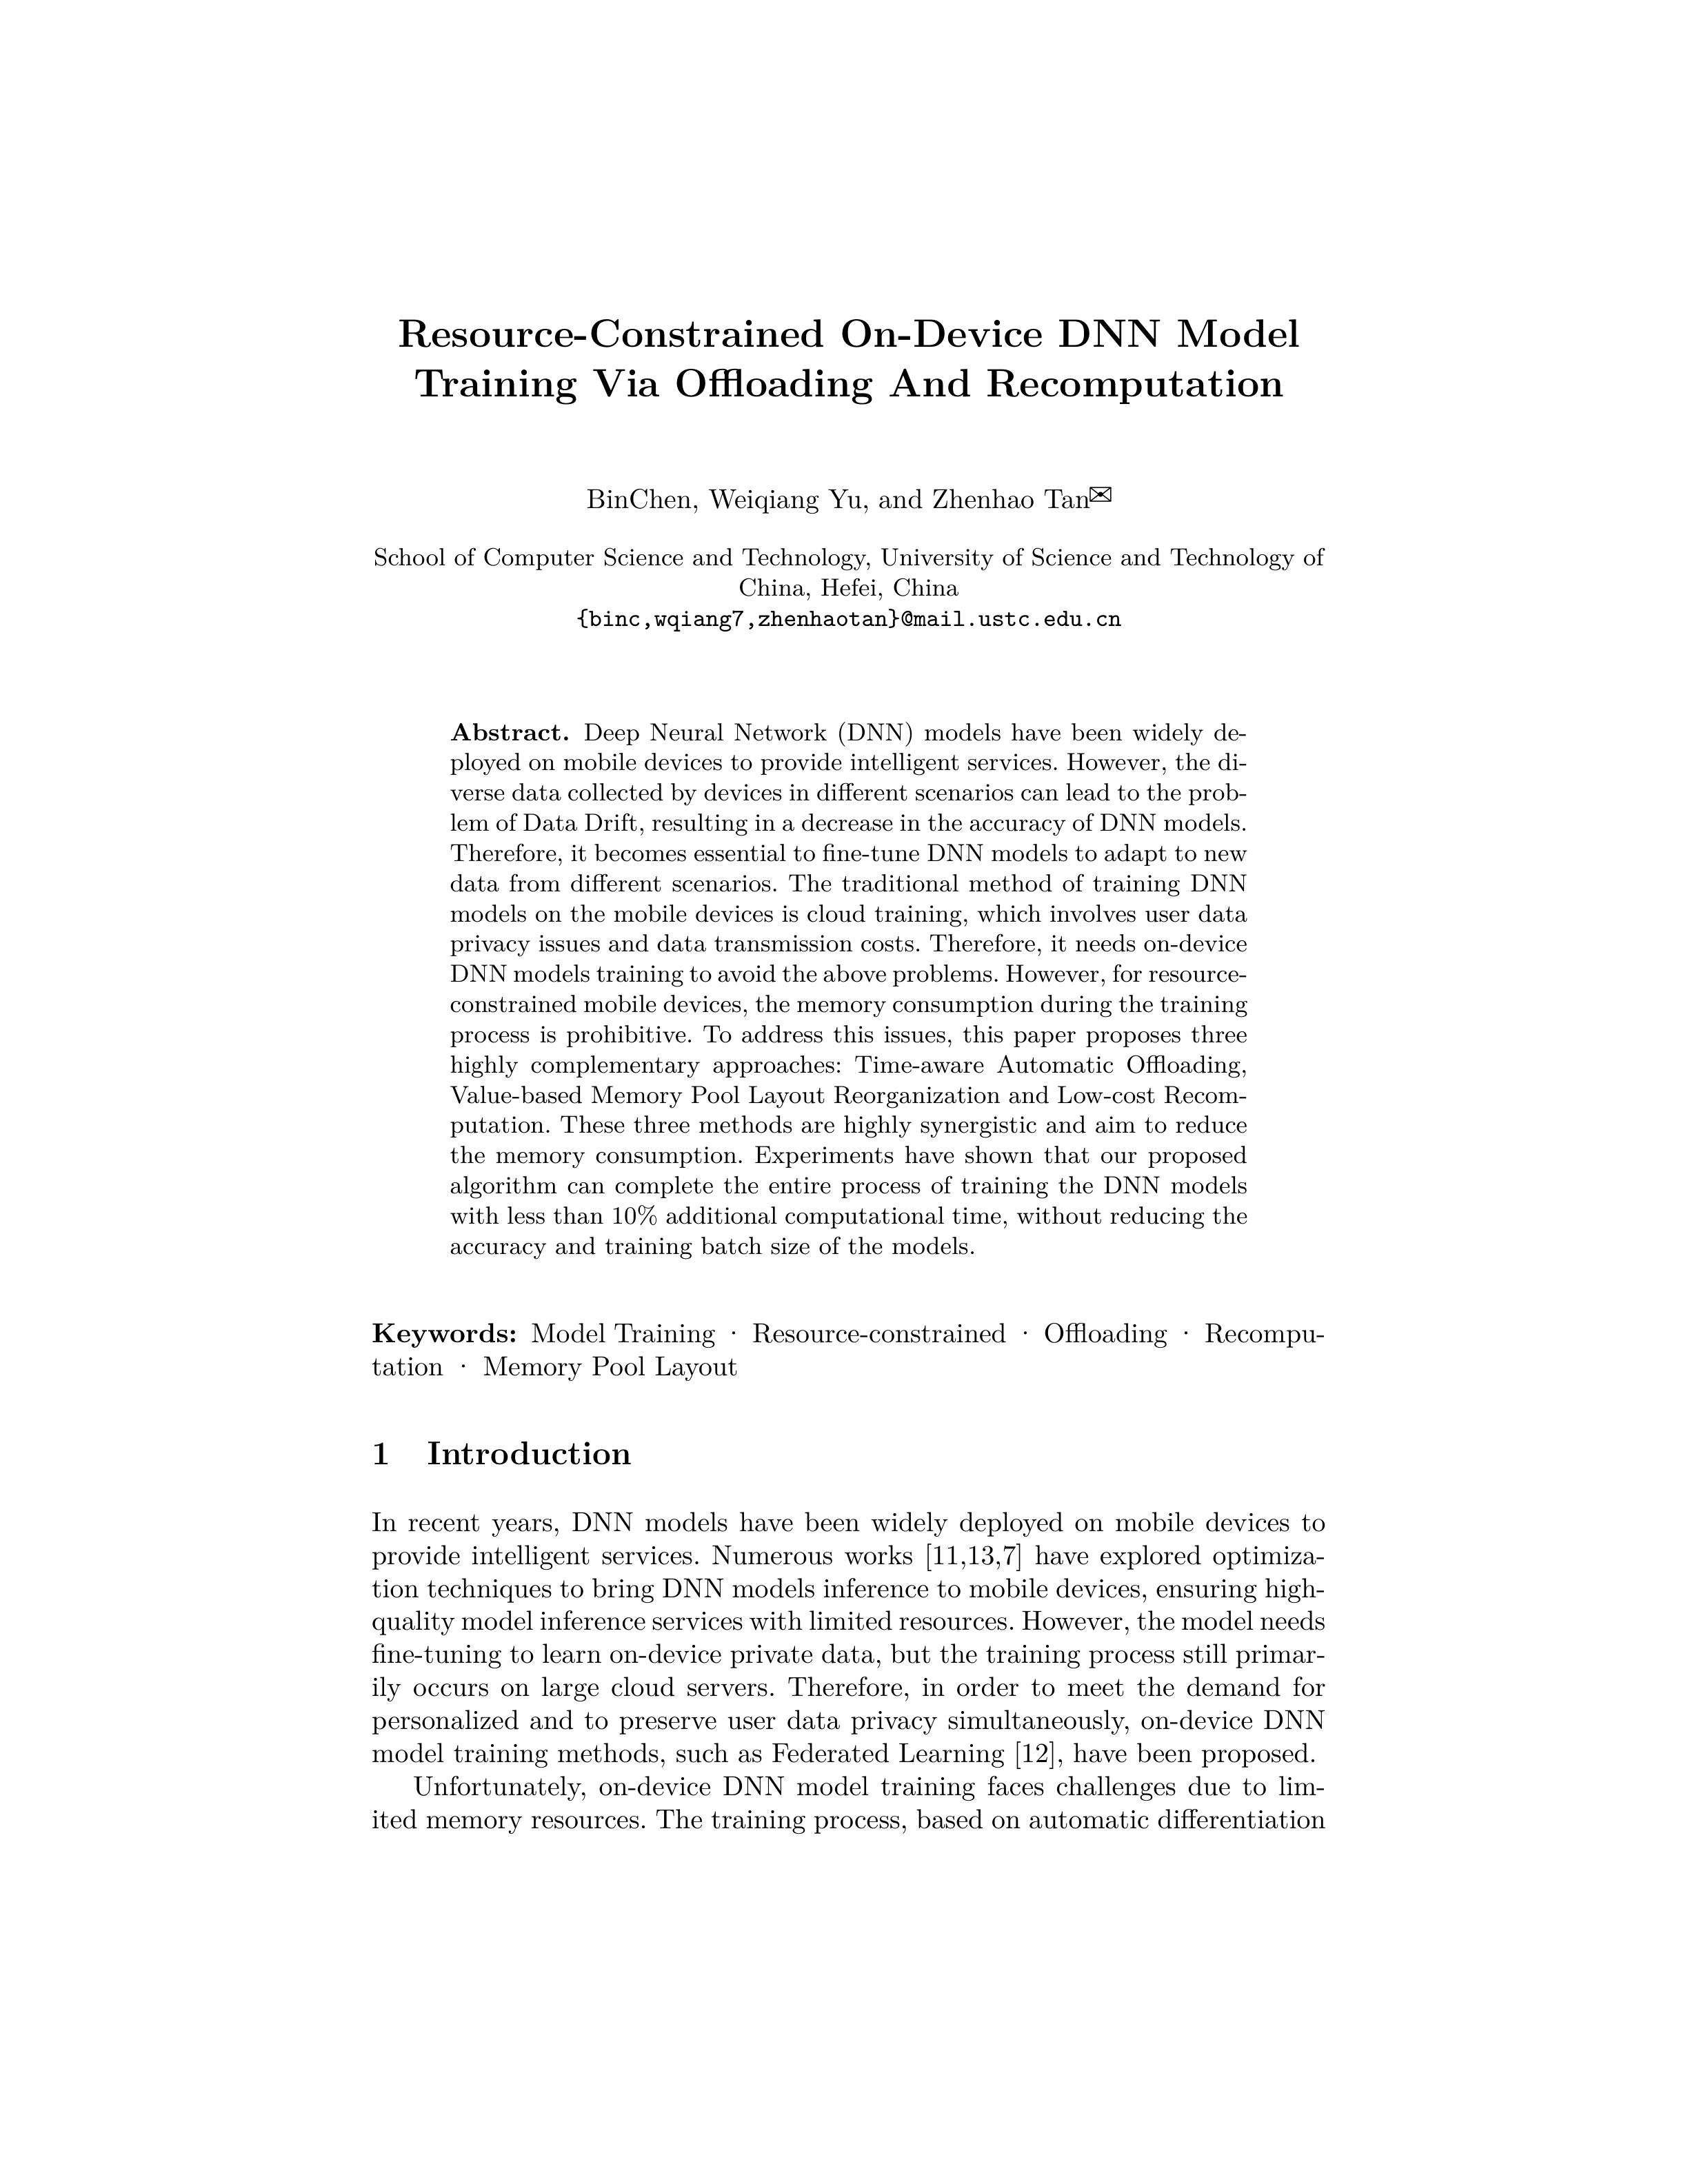 Resource-Constrained On-Device DNN Model
Training Via Offloading And Recomputation
BinChen, Weiqiang Yu, and Zhenhao Tan✉
School of Computer Science and Technology, University of Science and Technology of
China, Hefei, China
{binc,wqiang7,zhenhaotan}@mail.ustc.edu.cn
Abstract. Deep Neural Network (DNN) models have been widely de-
ployed on mobile devices to provide intelligent services. However, the di-
verse data collected by devices in different scenarios can lead to the prob-
lem of Data Drift, resulting in a decrease in the accuracy of DNN models.
Therefore, it becomes essential to fine-tune DNN models to adapt to new
data from different scenarios. The traditional method of training DNN
models on the mobile devices is cloud training, which involves user data
privacy issues and data transmission costs. Therefore, it needs on-device
DNN models training to avoid the above problems. However, for resource-
constrained mobile devices, the memory consumption during the training
process is prohibitive. To address this issues, this paper proposes three
highly complementary approaches: Time-aware Automatic Offloading,
Value-based Memory Pool Layout Reorganization and Low-cost Recom-
putation. These three methods are highly synergistic and aim to reduce
the memory consumption. Experiments have shown that our proposed
algorithm can complete the entire process of training the DNN models
with less than 10% additional computational time, without reducing the
accuracy and training batch size of the models.
Keywords: Model Training · Resource-constrained · Offloading · Recompu-
tation · Memory Pool Layout
1 Introduction
In recent years, DNN models have been widely deployed on mobile devices to
provide intelligent services. Numerous works [11,13,7] have explored optimiza-
tion techniques to bring DNN models inference to mobile devices, ensuring high-
quality model inference services with limited resources. However, the model needs
fine-tuning to learn on-device private data, but the training process still primar-
ily occurs on large cloud servers. Therefore, in order to meet the demand for
personalized and to preserve user data privacy simultaneously, on-device DNN
model training methods, such as Federated Learning [12], have been proposed.
Unfortunately, on-device DNN model training faces challenges due to lim-
ited memory resources. The training process, based on automatic differentiation